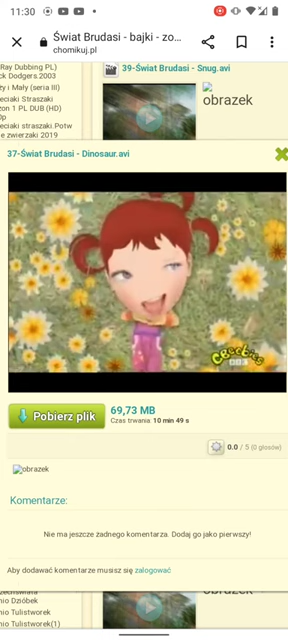 11:30
Świat Brudasi - bajki - zo...
chomikuj.pl
Ray Dubbing PL)
ck Dodgers.2003
ży i Mały (seria III)
eciaki Straszaki
zon 1 PL DUB (HD)
0p
eciaki straszaki.Potw
e zwierzaki 2019
39-Świat Brudasi - Snug.avi
obrazek
37-Świat Brudasi - Dinosaur.avi
CBeebies
BBC
Pobierz plik
69,73 MB
Czas trwania: 10 min 49 s
0.0 / 5 (0 głosów)
obrazek
Komentarze:
Nie ma jeszcze żadnego komentarza. Dodaj go jako pierwszy!
Aby dodawać komentarze musisz się zalogować
nio Dzióbek
nio Tulistworek
nio Tulistworek(1)
obrazek